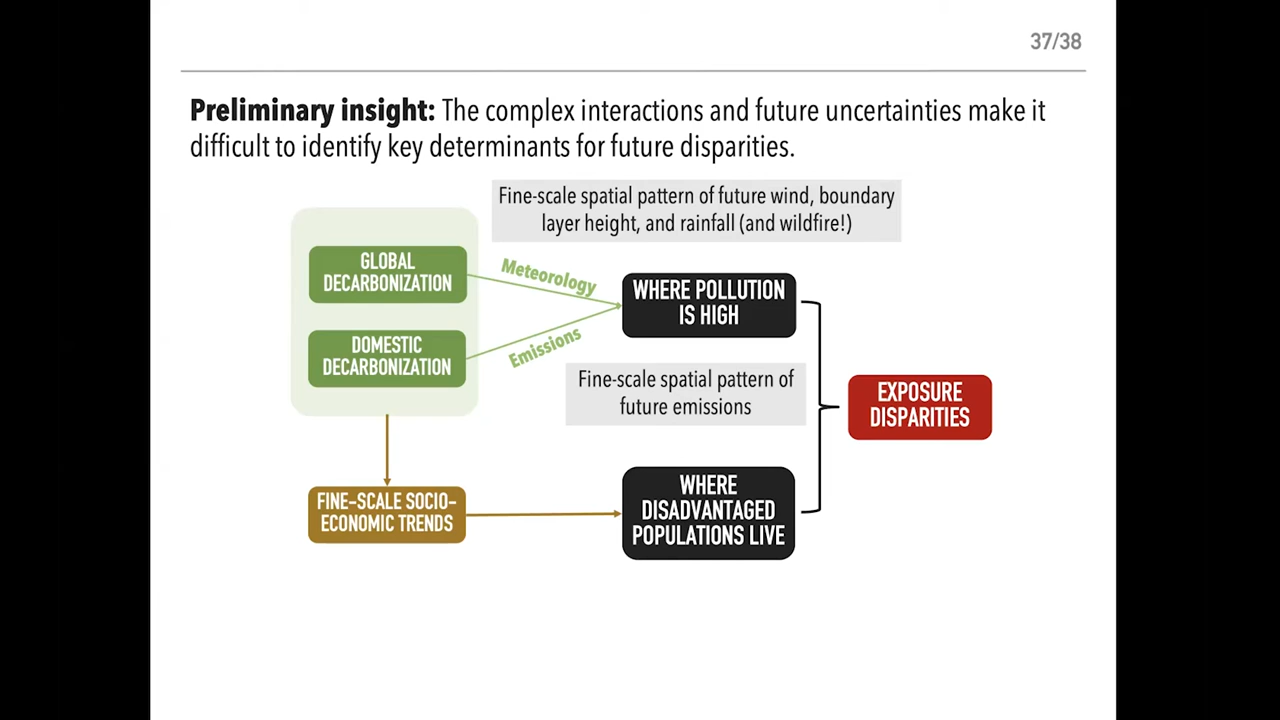 37/38
Preliminary insight: The complex interactions and future uncertainties make it
difficult to identify key determinants for future disparities.
Fine-scale spatial pattern of future wind, boundary
layer height, and rainfall (and wildfire!)
GLOBAL
DECARBONIZATION
Meteorology
WHERE POLLUTION
IS HIGH
DOMESTIC
DECARBONIZATION
Emissions
Fine-scale spatial pattern of
future emissions
EXPOSURE
DISPARITIES
FINE-SCALE SOCIO-
ECONOMIC TRENDS
WHERE
DISADVANTAGED
POPULATIONS LIVE